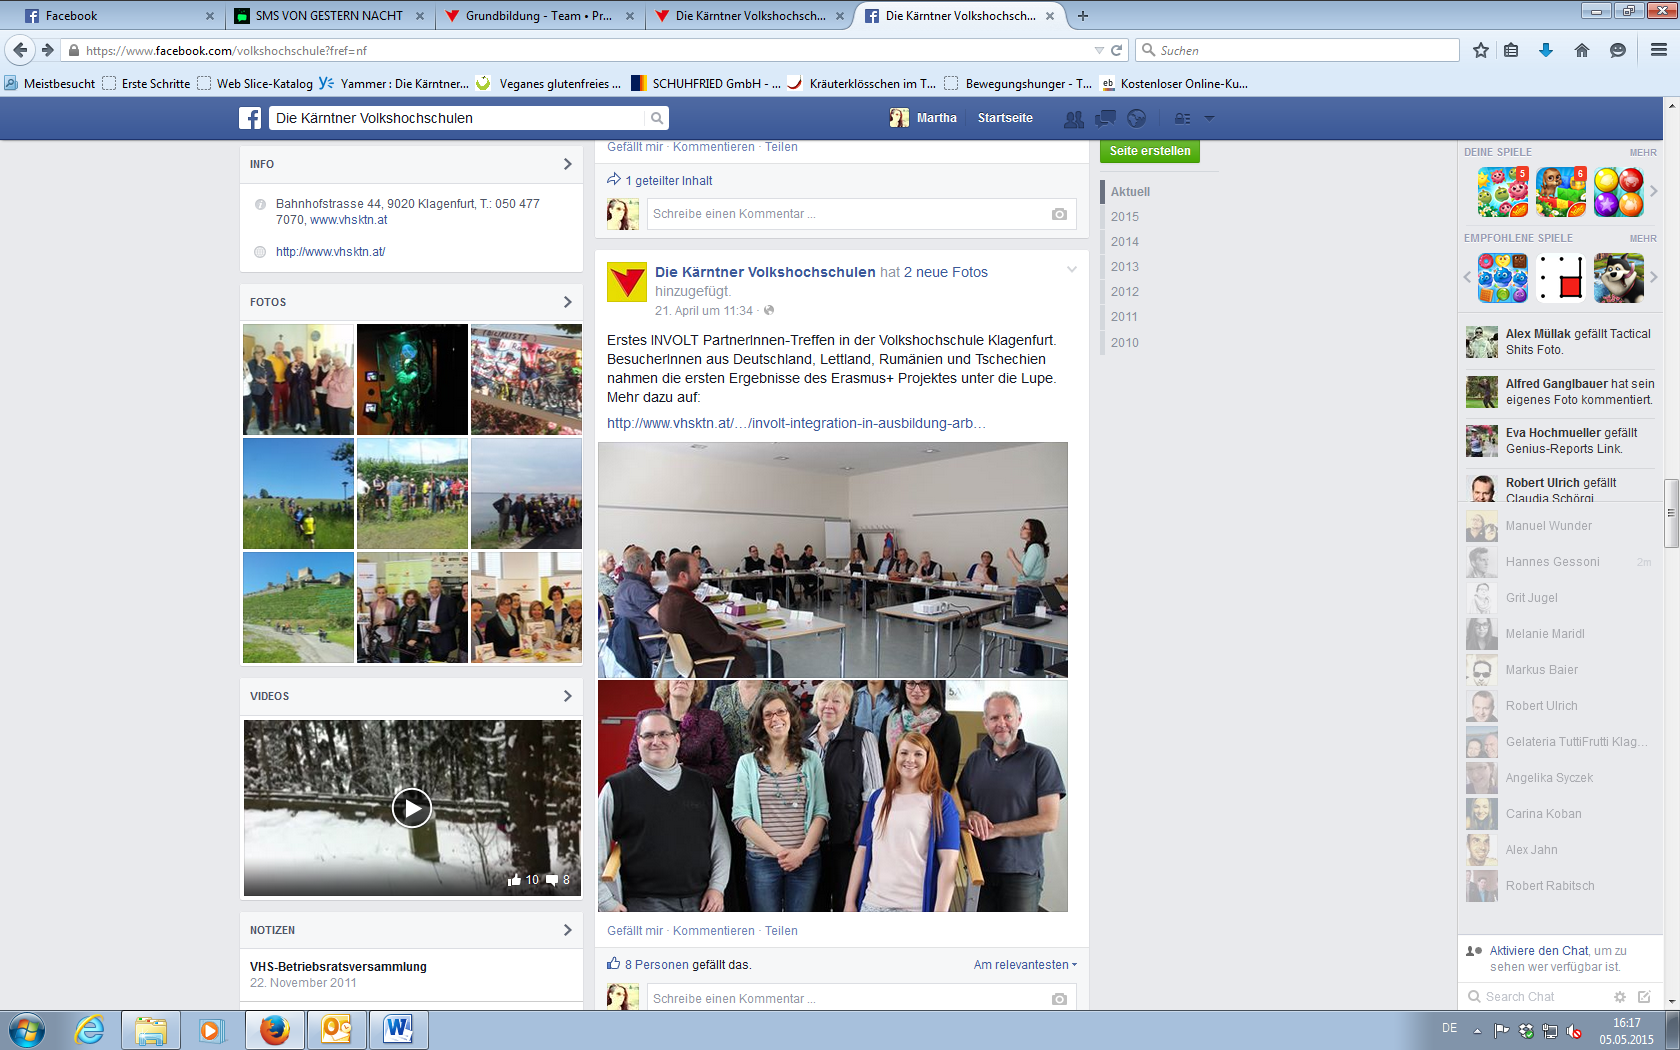 Facebook
SMS VON GESTERN NACHT
Grundbildung - Team • Pr...
Die Kärntner Volkshochsch...
Die Kärntner Volkshochsch...
https://www.facebook.com/volkshochschule?fref=nf
Suchen
Meistbesucht
Erste Schritte
Web Slice-Katalog
Yammer : Die Kärntner...
Veganes glutenfreies ...
SCHUHFRIED GmbH - ...
Kräuterklösschen im T...
Bewegungshunger - T...
eb
Kostenloser Online-Ku...
Die Kärntner Volkshochschulen
Martha
Startseite
INFO
Bahnhofstrasse 44, 9020 Klagenfurt, T.: 050 477
7070, www.vhsktn.at
http://www.vhsktn.at/
FOTOS
VIDEOS
10
8
NOTIZEN
VHS-Betriebsratsversammlung
22. November 2011
Gefällt mir · Kommentieren · Teilen
1 geteilter Inhalt
Schreibe einen Kommentar ...
Die Kärntner Volkshochschulen hat 2 neue Fotos
hinzugefügt.
21. April um 11:34 ·
Erstes INVOLT PartnerInnen-Treffen in der Volkshochschule Klagenfurt.
BesucherInnen aus Deutschland, Lettland, Rumänien und Tschechien
nahmen die ersten Ergebnisse des Erasmus+ Projektes unter die Lupe.
Mehr dazu auf:
http://www.vhsktn.at/…/involt-integration-in-ausbildung-arb…
Gefällt mir · Kommentieren · Teilen
8 Personen gefällt das.
Am relevantesten
Schreibe einen Kommentar ...
Seite erstellen
Aktuell
2015
2014
2013
2012
2011
2010
DEINE SPIELE
MEHR
5
6
EMPFOHLENE SPIELE
MEHR
Alex Müllak gefällt Tactical
Shits Foto.
Alfred Ganglbauer hat sein
eigenes Foto kommentiert.
Eva Hochmueller gefällt
Genius-Reports Link.
Robert Ulrich gefällt
Claudia Schörgi
Manuel Wunder
Hannes Gessoni
2m
Grit Jugel
Melanie Maridl
Markus Baier
Robert Ulrich
Gelateria TuttiFrutti Klag...
Angelika Syczek
Carina Koban
Alex Jahn
Robert Rabitsch
Aktiviere den Chat, um zu
sehen wer verfügbar ist.
Search Chat
DE
16:17
05.05.2015